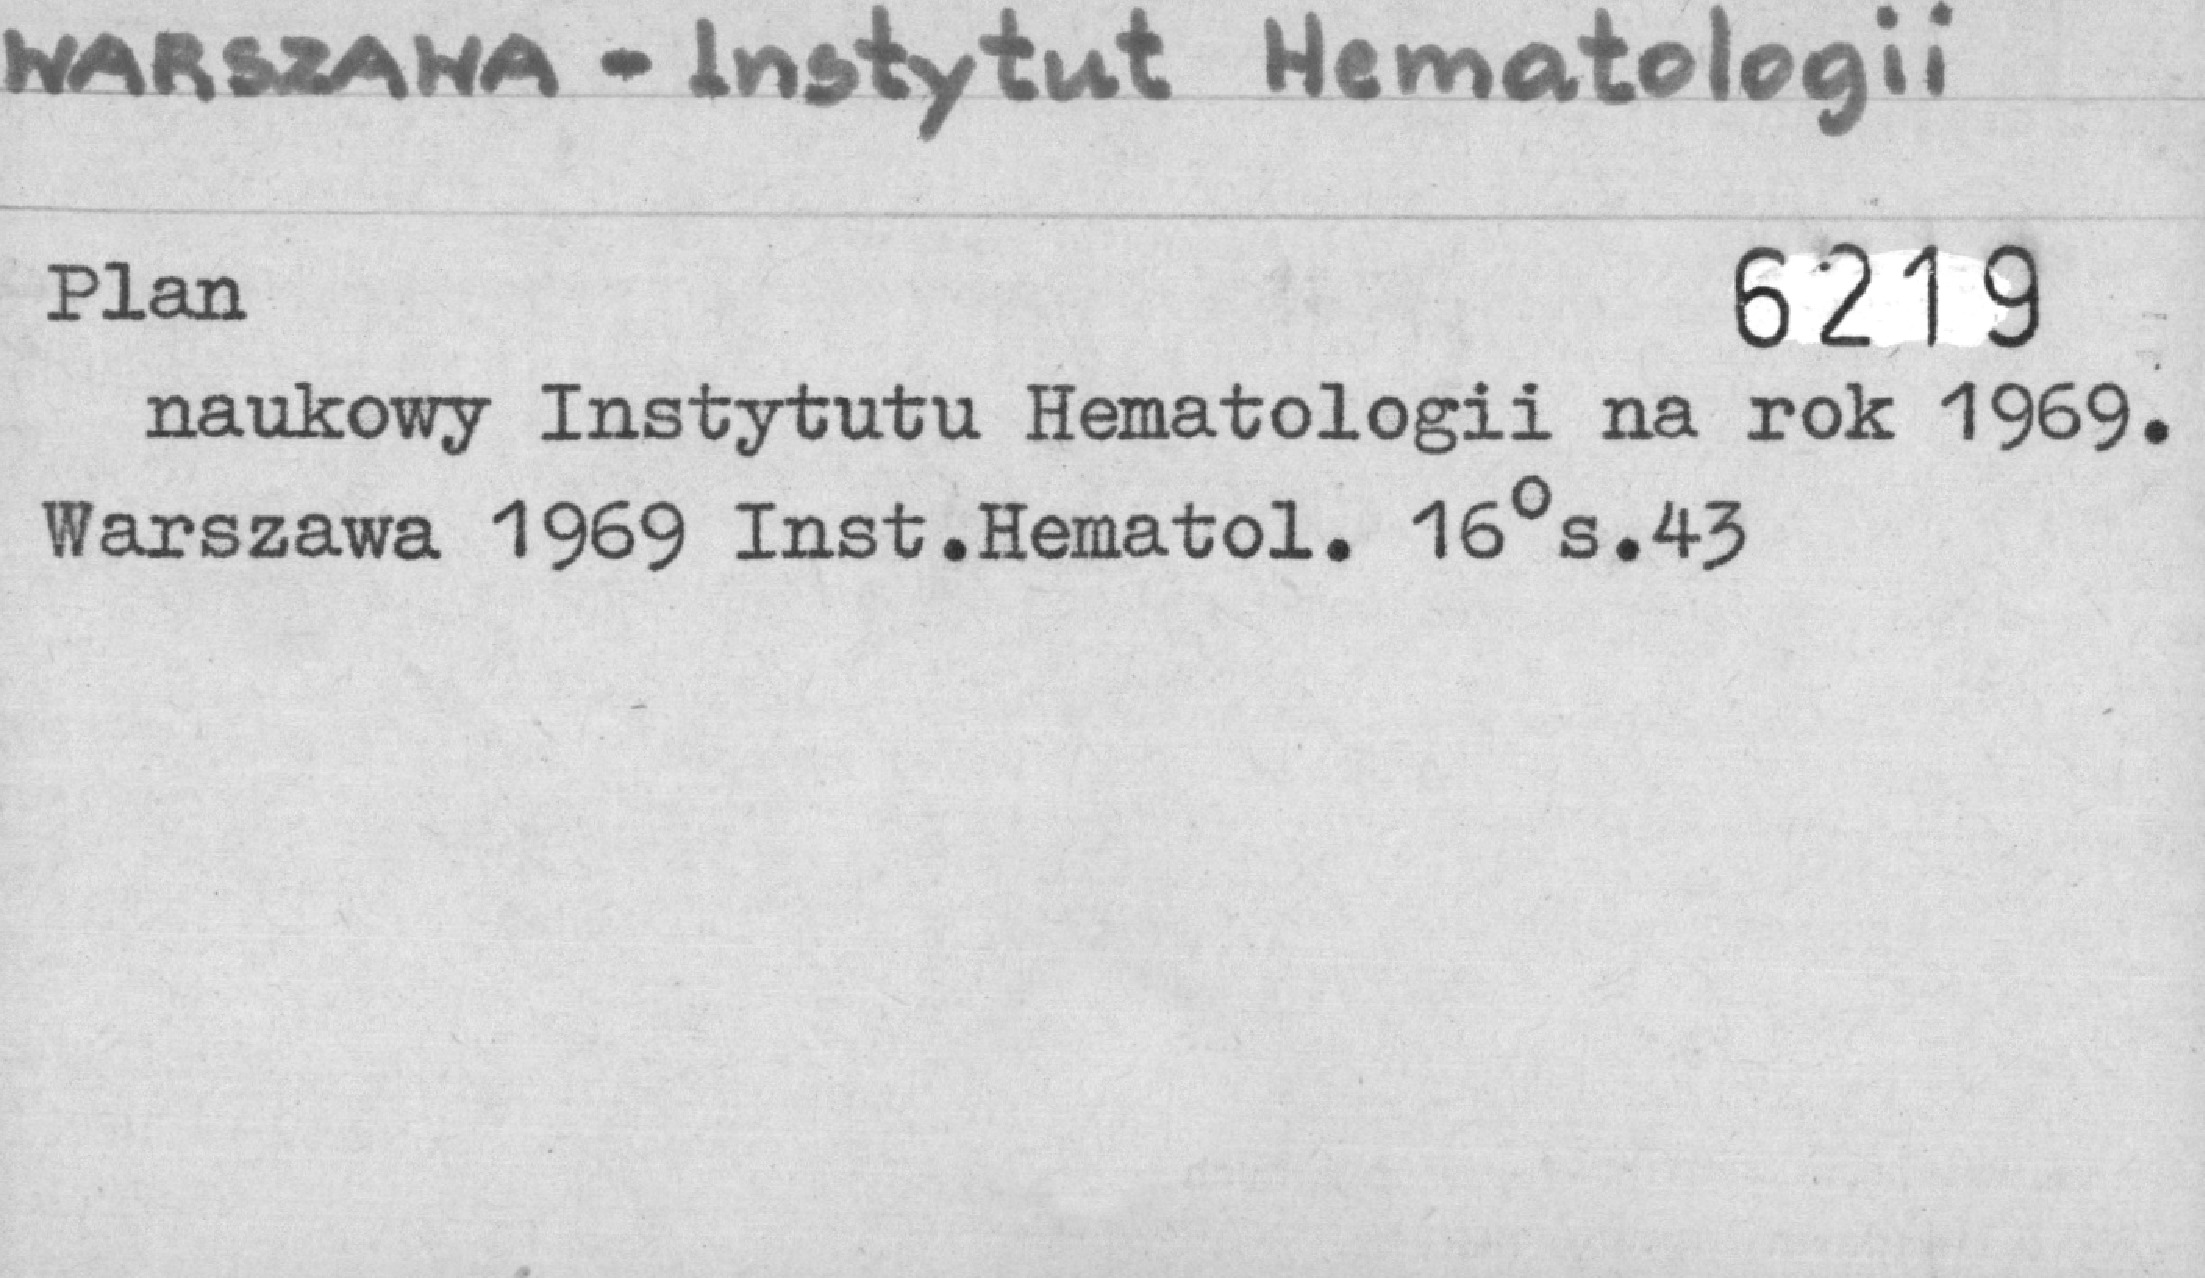 WARSZAWA - Instytut Hematologii
Plan 6219
naukowy Instytutu Hematologii na rok 1969.
Warszawa 1969 Inst.Hematol. 16°s.43